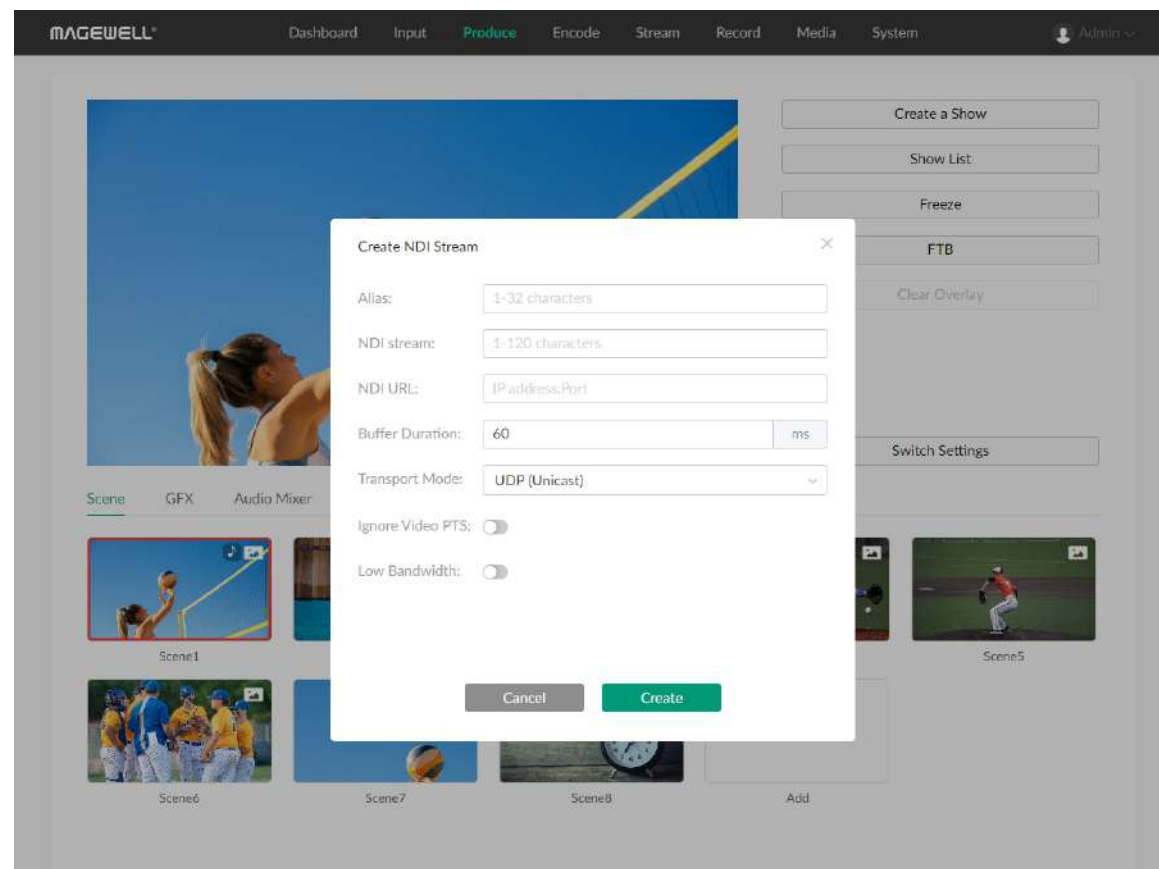 MAGEWELL®
Dashboard Input Produce Encode Stream Record Media System Admin
Create a Show
Show List
Freeze
FTB
Clear Overlay
Switch Settings
Create NDI Stream
Alias: 1-32 characters
NDI stream: 1-120 characters
NDI URL: IP address:Port
Buffer Duration: 60 ms
Transport Mode: UDP (Unicast)
Ignore Video PTS:
Low Bandwidth:
Cancel Create
Scene GFX Audio Mixer
Scene1 Scene5
Scene6 Scene7 Scene8 Add